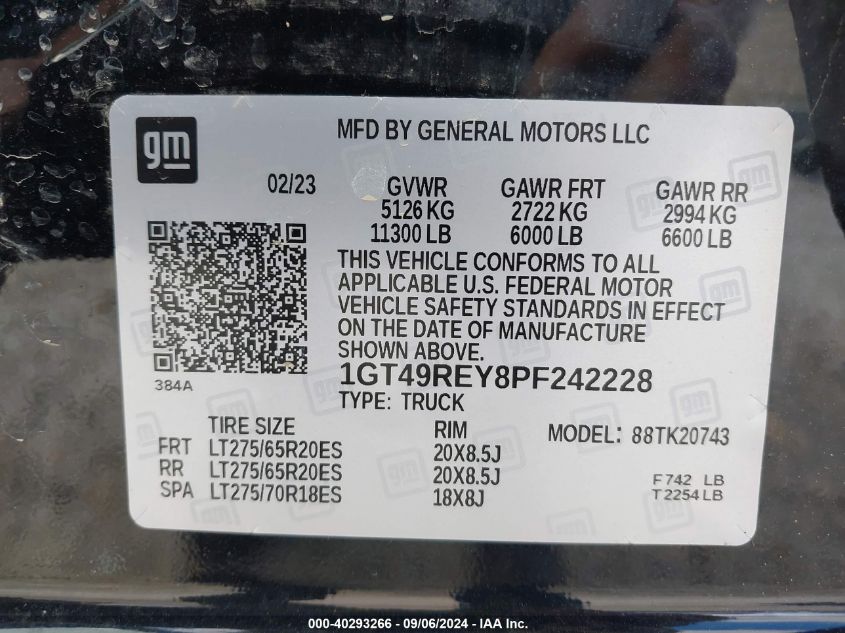 gm
MFD BY GENERAL MOTORS LLC
02/23 GVWR GAWR FRT GAWR RR
5126 KG 2722 KG 2994 KG
11300 LB 6000 LB 6600 LB
THIS VEHICLE CONFORMS TO ALL
APPLICABLE U.S. FEDERAL MOTOR
VEHICLE SAFETY STANDARDS IN EFFECT
ON THE DATE OF MANUFACTURE
SHOWN ABOVE.
384A
1GT49REY8PF242228
TYPE: TRUCK
TIRE SIZE RIM MODEL: 88TK20743
FRT LT275/65R20ES 20X8.5J
RR LT275/65R20ES 20X8.5J F742 LB
SPA LT275/70R18ES 18X8J T2254 LB
000-40293266 - 09/06/2024 - IAA Inc.